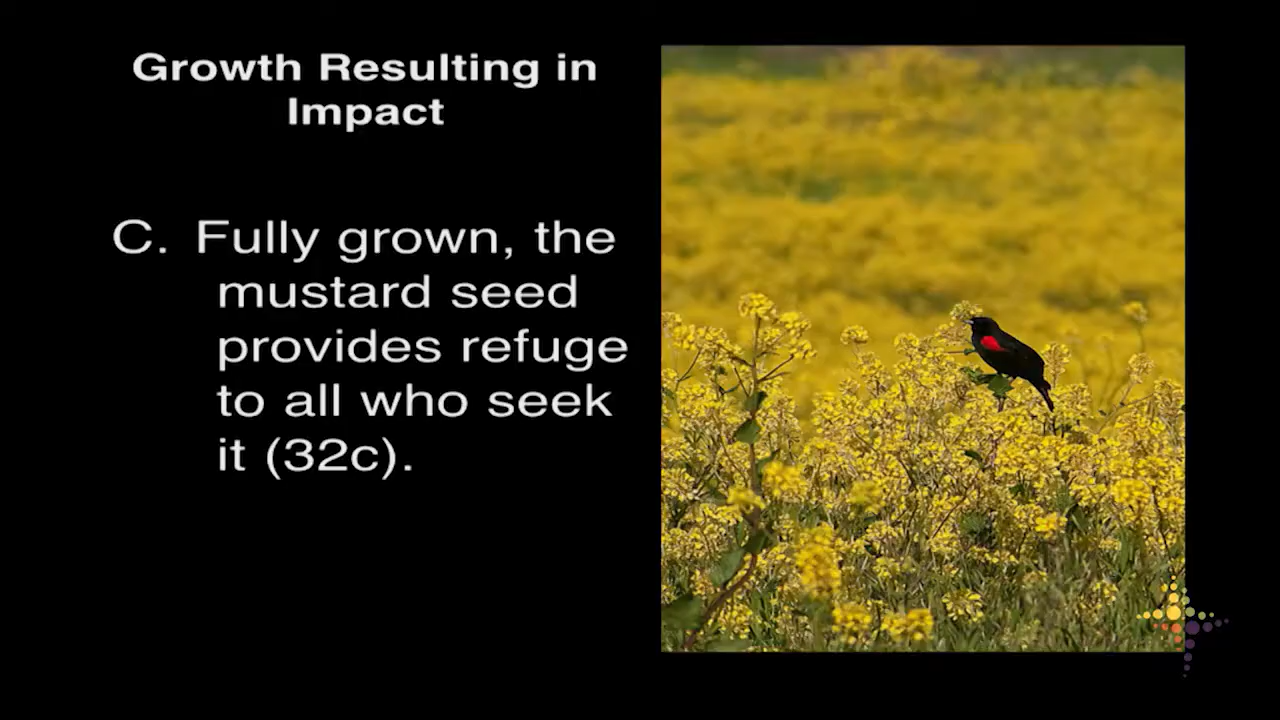 Growth Resulting in
Impact
C. Fully grown, the
mustard seed
provides refuge
to all who seek
it (32c).